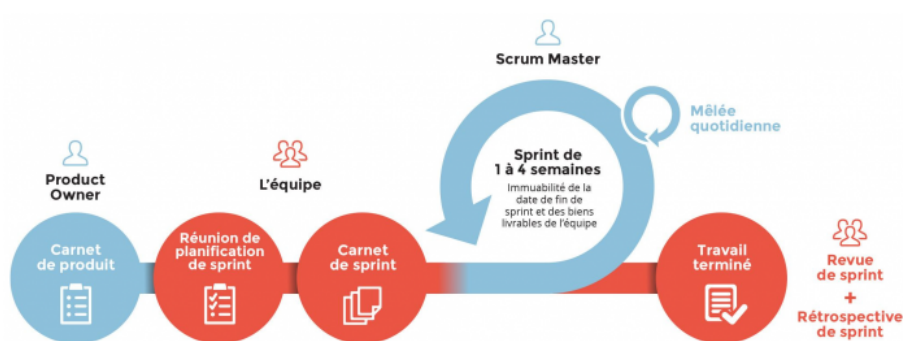 Scrum Master
Mêlée
quotidienne
Product
Owner
L'équipe
Sprint de
1 à 4 semaines
Immuabilité de la
date de fin de
sprint et des biens
livrables de l'équipe
Carnet
de produit
Réunion de
planification
de sprint
Carnet
de sprint
Travail
terminé
Revue
de sprint
+
Rétrospective
de sprint